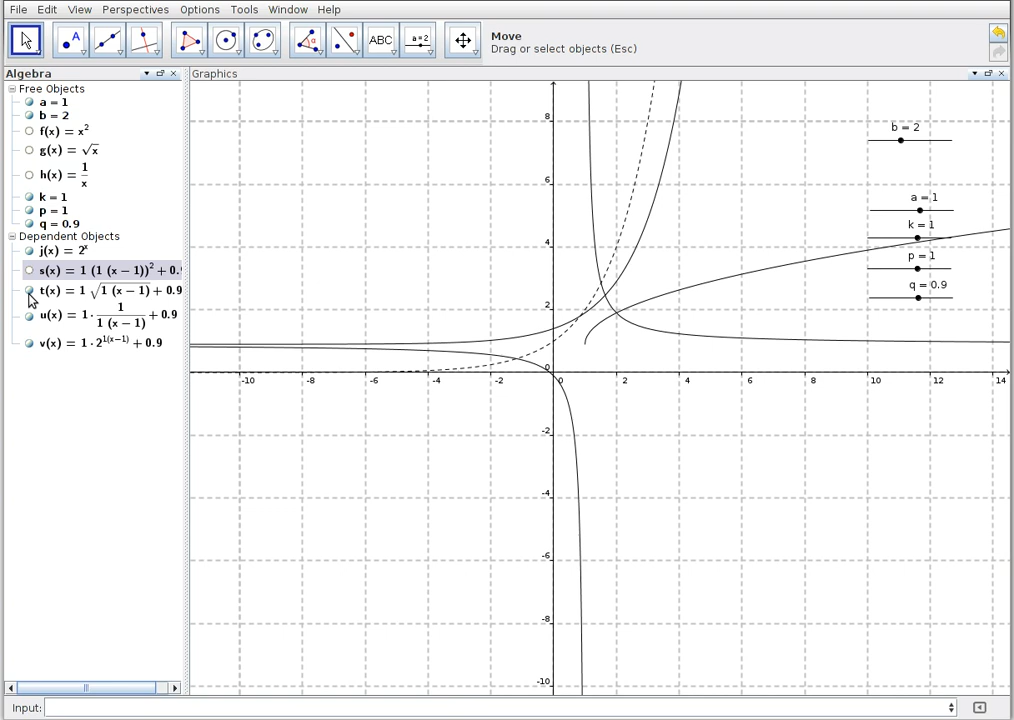 File Edit View Perspectives Options Tools Window Help
A
a
ABC
a=2
Move
Drag or select objects (Esc)
Algebra
Graphics
Free Objects
a = 1
b = 2
f(x) = x²
g(x) = √x
h(x) = 1/x
k = 1
p = 1
q = 0.9
Dependent Objects
j(x) = 2ˣ
s(x) = 1 (1 (x − 1))² + 0.
t(x) = 1 √(1 (x − 1)) + 0.9
u(x) = 1 · 1/(1 (x − 1)) + 0.9
v(x) = 1 · 2^(1(x−1)) + 0.9
8
6
4
2
0
-2
-4
-6
-8
-10
-10 -8 -6 -4 -2 0 2 4 6 8 10 12 14
b = 2
a = 1
k = 1
p = 1
q = 0.9
Input: